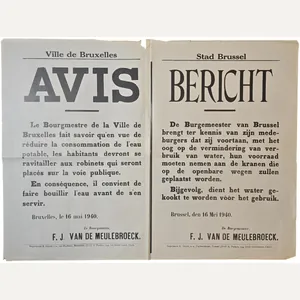 Ville de Bruxelles
AVIS
Le Bourgmestre de la Ville de
Bruxelles fait savoir qu'en vue de
réduire la consommation de l'eau
potable, les habitants devront se
ravitailler aux robinets qui seront
placés sur la voie publique.
En conséquence, il convient de
faire bouillir l'eau avant de s'en
servir.
Bruxelles, le 16 mai 1940.
Le Bourgmestre,
F. J. VAN DE MEULEBROECK.
Stad Brussel
BERICHT
De Burgemeester van Brussel
brengt ter kennis van zijn mede-
burgers dat zij voortaan, met het
oog op de vermindering van ver-
bruik van water, hun voorraad
moeten nemen aan de kranen die
op de openbare wegen zullen
geplaatst worden.
Bijgevolg, dient het water ge-
kookt te worden voor het gebruik.
Brussel, den 16 Mei 1940.
De Burgemeester,
F. J. VAN DE MEULEBROECK.